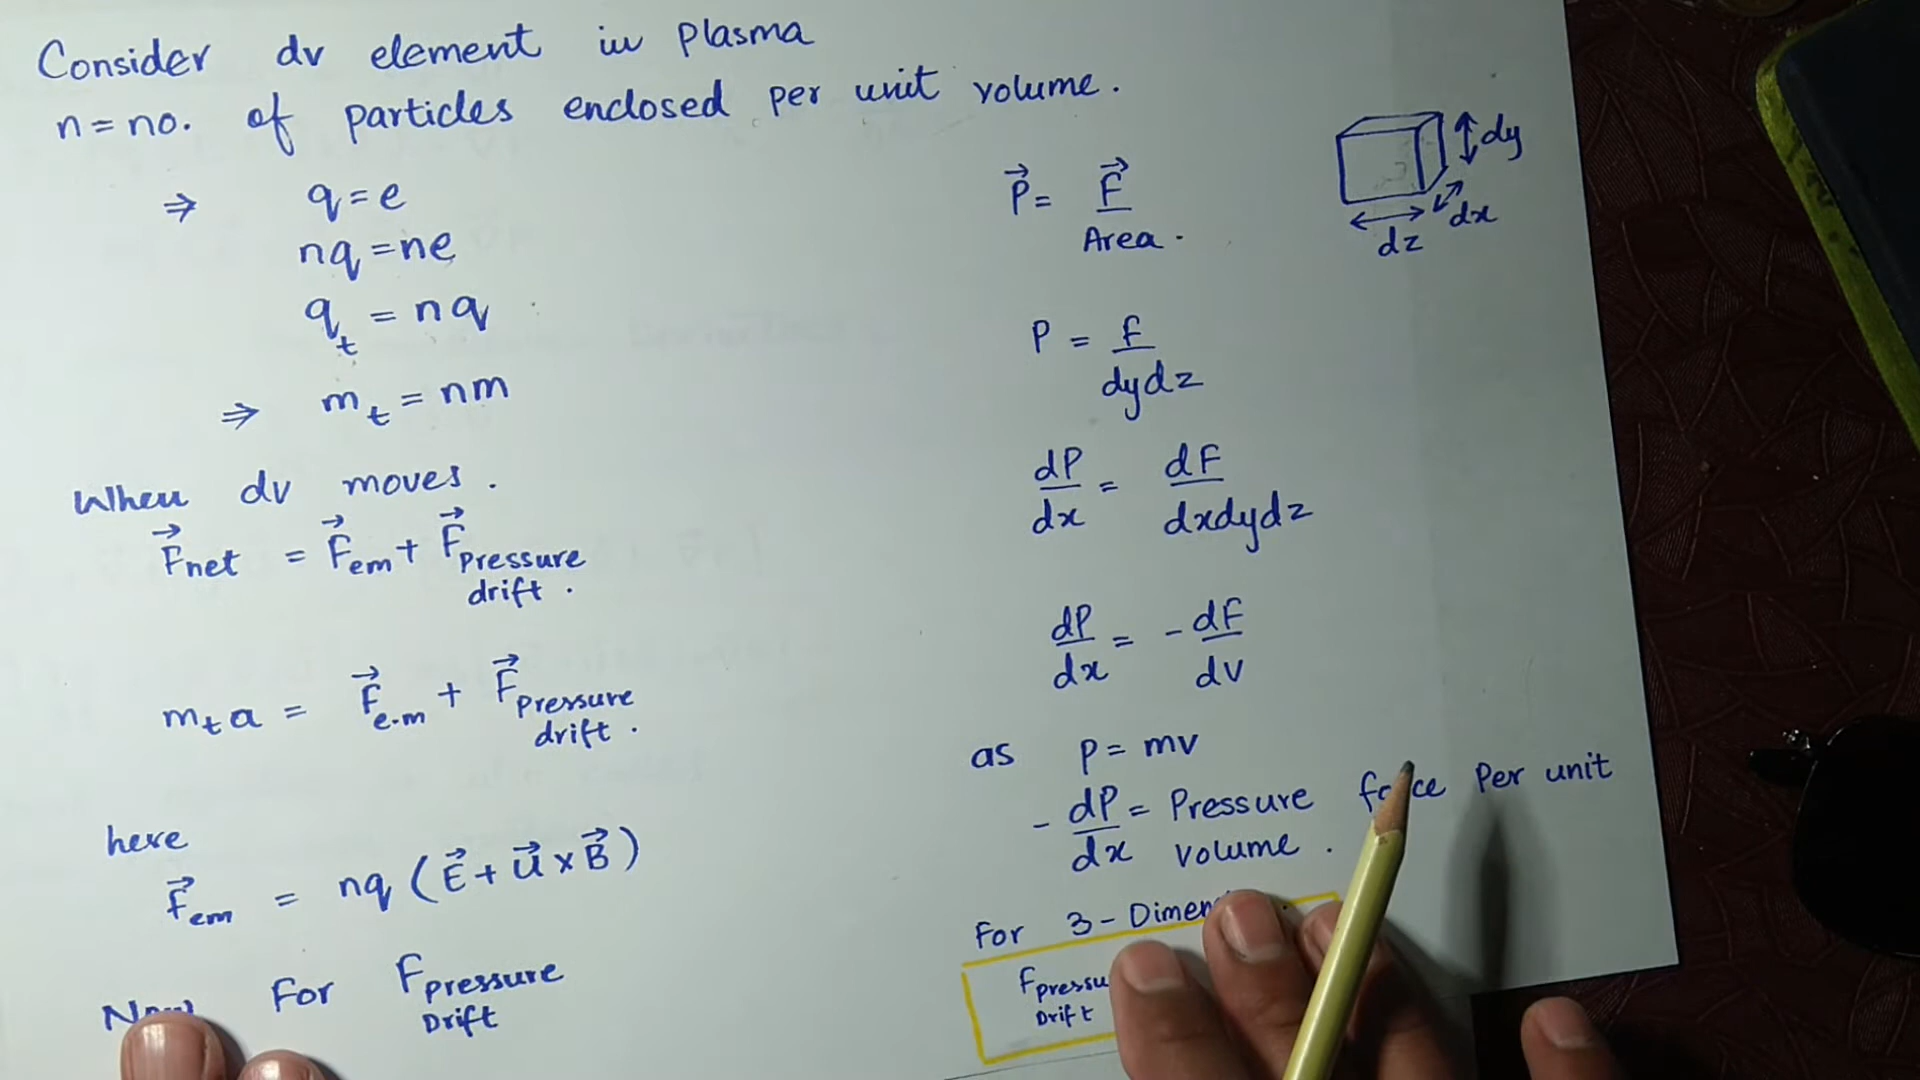 Consider dv element in plasma
n = no. of particles enclosed per unit volume.
⇒ q = e
nq = ne
q_t = nq
⇒ m_t = nm
When dv moves.
F⃗net = F⃗em + F⃗pressure drift.
m_t a = F⃗e.m + F⃗pressure drift.
here
F⃗em = nq (E⃗ + U⃗ × B⃗)
For Fpressure Drift
P⃗ = F⃗ / Area.
dy
dx
dz
P = F / dydz
dP/dx = dF / dxdydz
dP/dx = - dF/dv
as P = mv
- dP/dx = Pressure force Per unit
volume.
For 3-Dimen
Fpressu
Drift